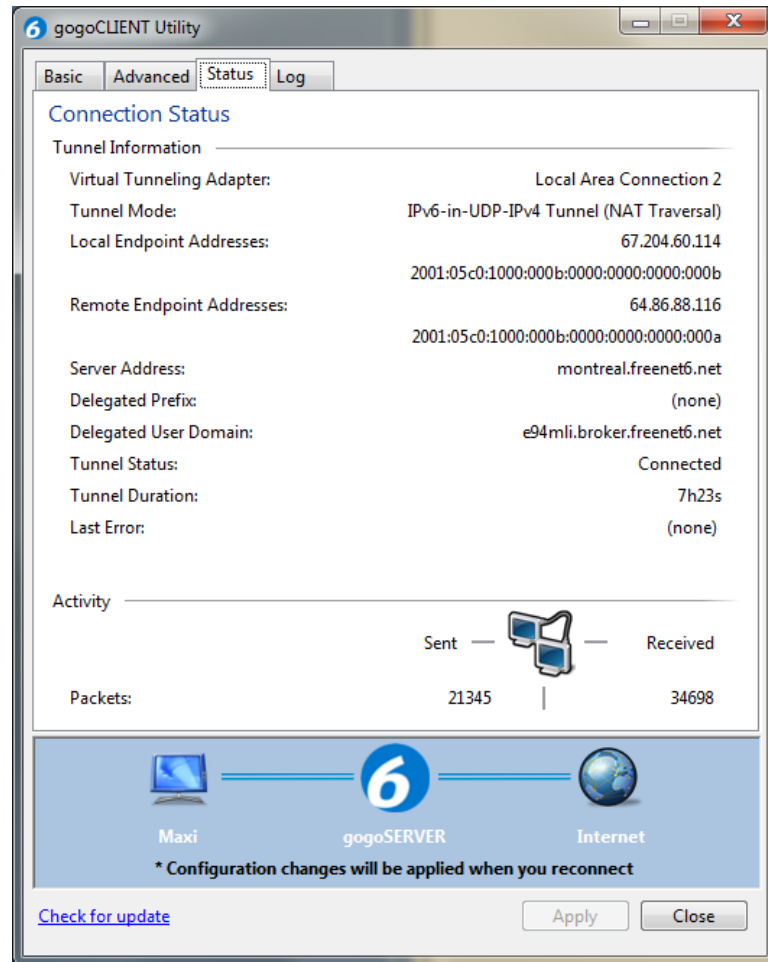 6 gogoCLIENT Utility
Basic Advanced Status Log
Connection Status
Tunnel Information
Virtual Tunneling Adapter: Local Area Connection 2
Tunnel Mode: IPv6-in-UDP-IPv4 Tunnel (NAT Traversal)
Local Endpoint Addresses: 67.204.60.114
2001:05c0:1000:000b:0000:0000:0000:000b
Remote Endpoint Addresses: 64.86.88.116
2001:05c0:1000:000b:0000:0000:0000:000a
Server Address: montreal.freenet6.net
Delegated Prefix: (none)
Delegated User Domain: e94mli.broker.freenet6.net
Tunnel Status: Connected
Tunnel Duration: 7h23s
Last Error: (none)
Activity
Sent Received
Packets: 21345 34698
6
Maxi gogoSERVER Internet
* Configuration changes will be applied when you reconnect
Check for update Apply Close